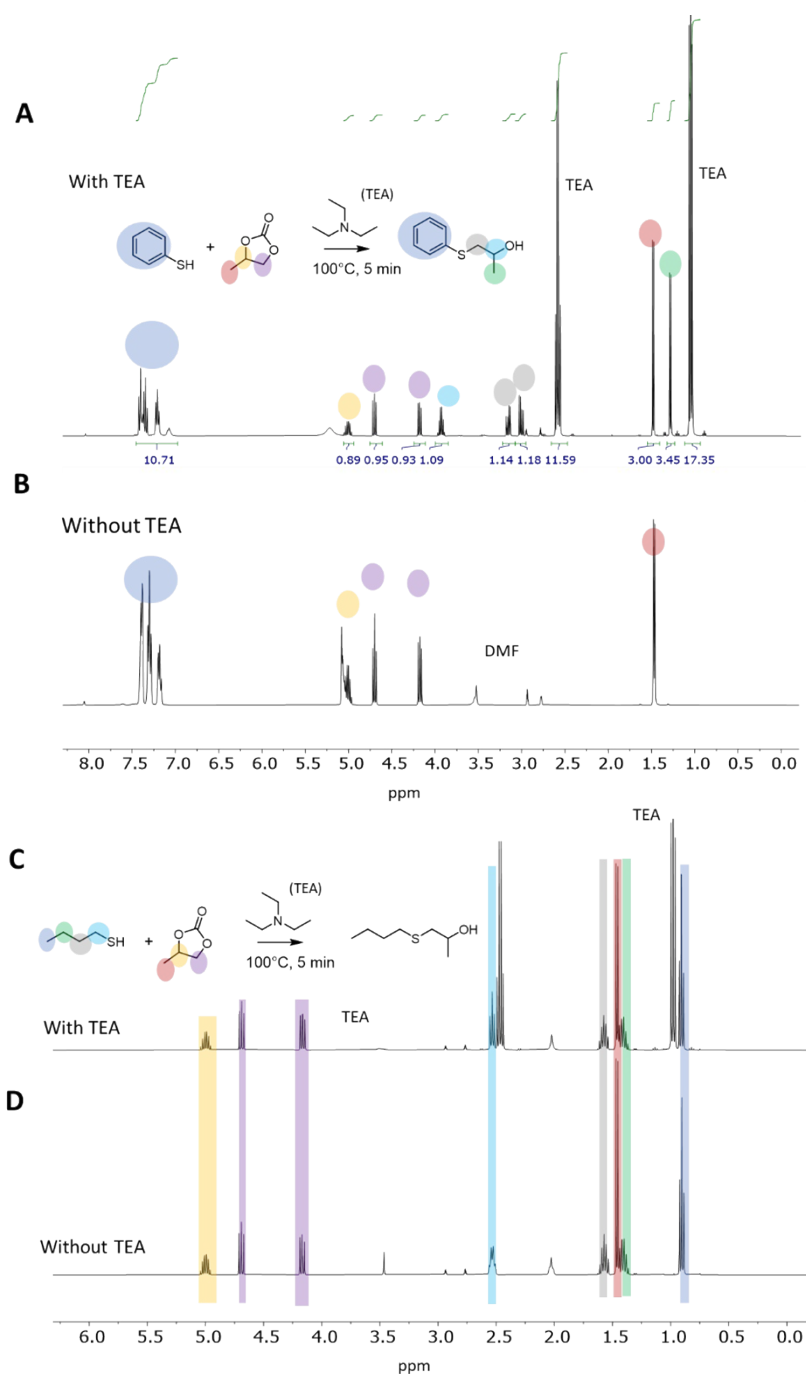 A
With TEA
(TEA)
TEA
TEA
N
O
O
O
SH
+
100°C, 5 min
S
OH
10.71
0.89 0.95 0.93 1.09
1.14 1.18 11.59
3.00 3.45 17.35
B
Without TEA
DMF
8.0 7.5 7.0 6.5 6.0 5.5 5.0 4.5 4.0 3.5 3.0 2.5 2.0 1.5 1.0 0.5 0.0
ppm
TEA
C
(TEA)
N
O
O
O
SH
+
100°C, 5 min
S
OH
With TEA
TEA
D
Without TEA
6.0 5.5 5.0 4.5 4.0 3.5 3.0 2.5 2.0 1.5 1.0 0.5 0.0
ppm